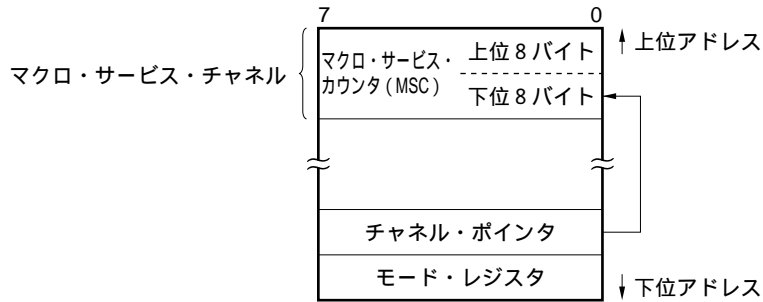 7 0
上位アドレス
マクロ・サービス・チャネル
マクロ・サービス・
カウンタ(MSC)
上位8バイト
下位8バイト
チャネル・ポインタ
モード・レジスタ
下位アドレス